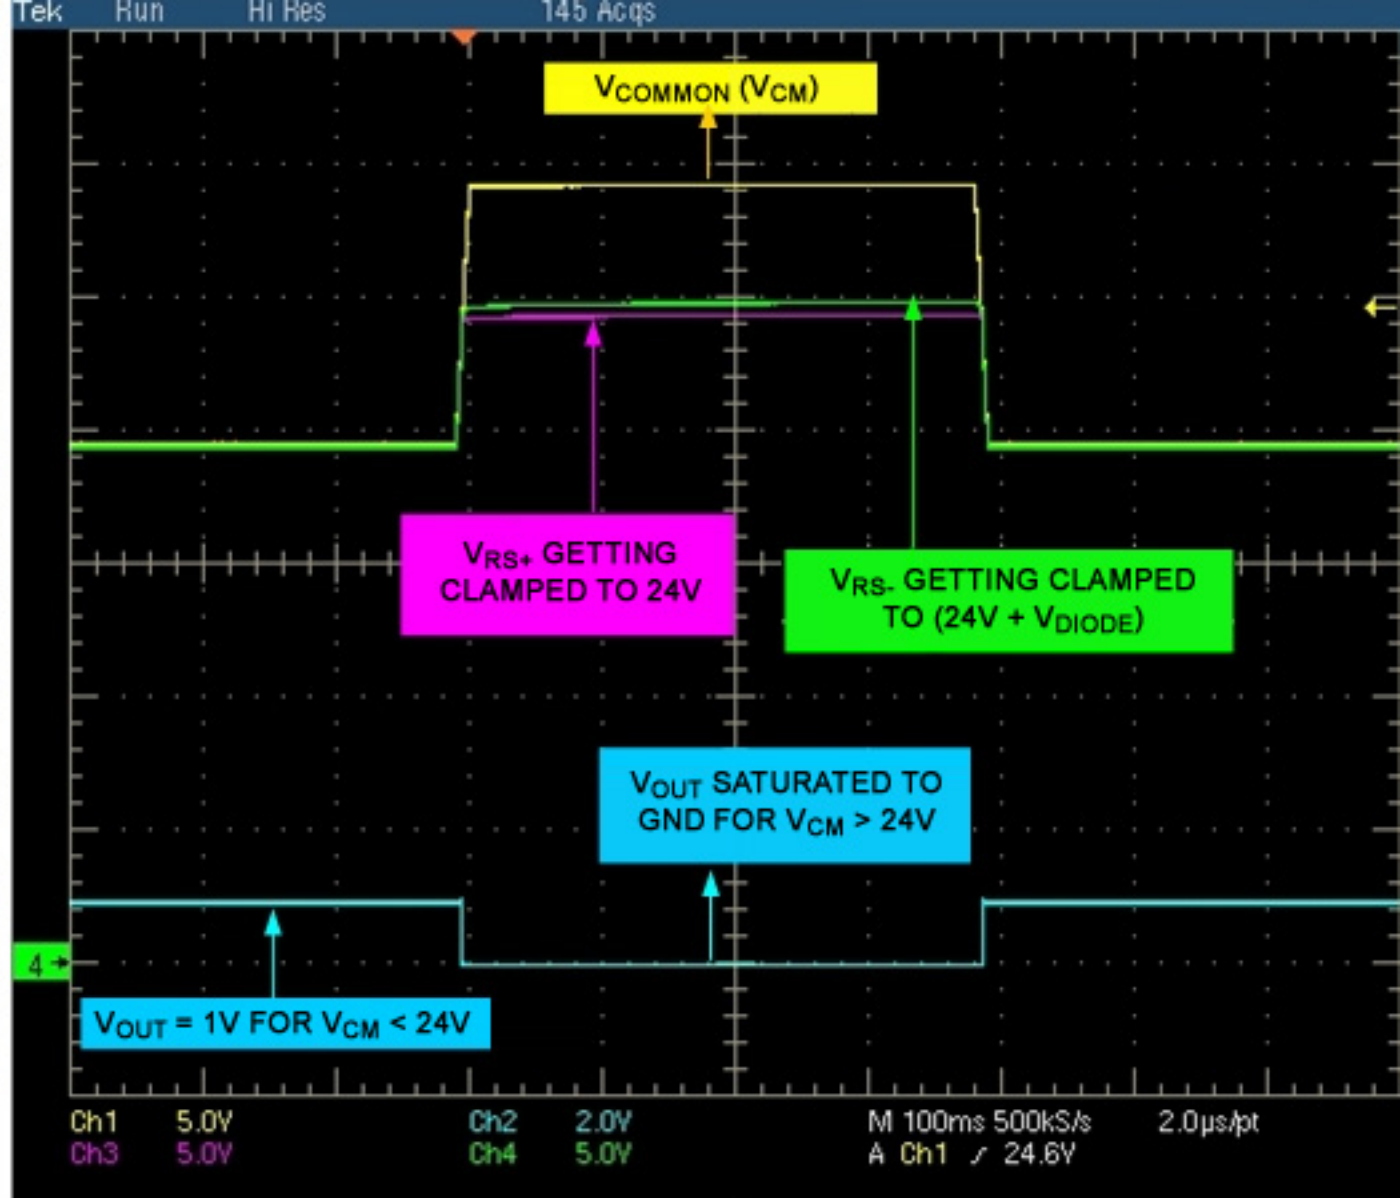 Tek Run Hi Res 145 Acqs
VCOMMON (VCM)
VRS+ GETTING
CLAMPED TO 24V
VRS- GETTING CLAMPED
TO (24V + VDIODE)
VOUT SATURATED TO
GND FOR VCM > 24V
4
VOUT = 1V FOR VCM < 24V
Ch1 5.0V Ch2 2.0V M 100ms 500kS/s 2.0µs/pt
Ch3 5.0V Ch4 5.0V A Ch1 / 24.6V